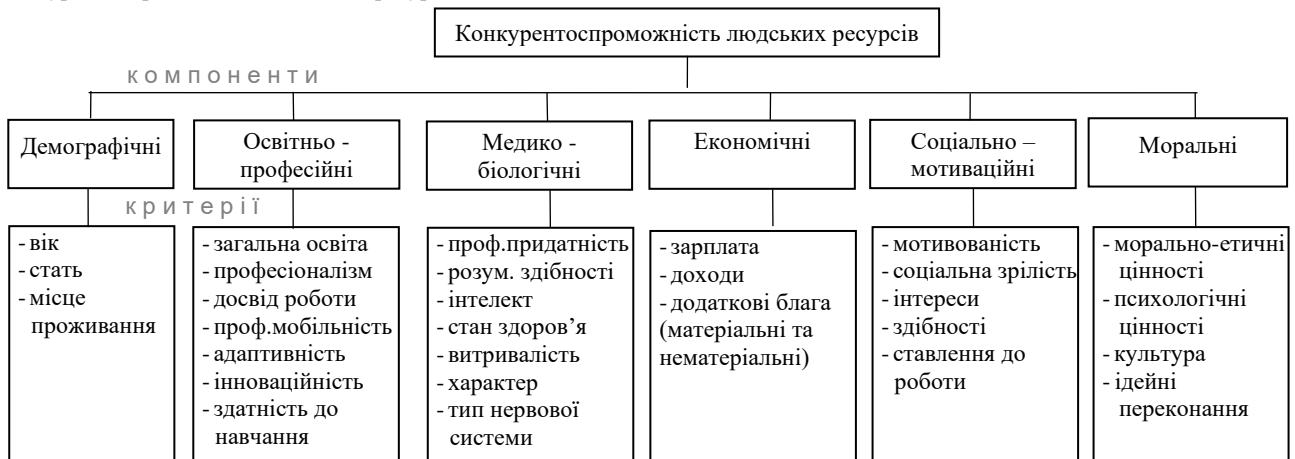 Конкурентоспроможність людських ресурсів
компоненти
Демографічні
Освітньо -
професійні
Медико -
біологічні
Економічні
Соціально –
мотиваційні
Моральні
критерії
- вік
- стать
- місце
проживання
- загальна освіта
- професіоналізм
- досвід роботи
- проф.мобільність
- адаптивність
- інноваційність
- здатність до
навчання
- проф.придатність
- розум. здібності
- інтелект
- стан здоров’я
- витривалість
- характер
- тип нервової
системи
- зарплата
- доходи
- додаткові блага
(матеріальні та
нематеріальні)
- мотивованість
- соціальна зрілість
- інтереси
- здібності
- ставлення до
роботи
- морально-етичні
цінності
- психологічні
цінності
- культура
- ідейні
переконання